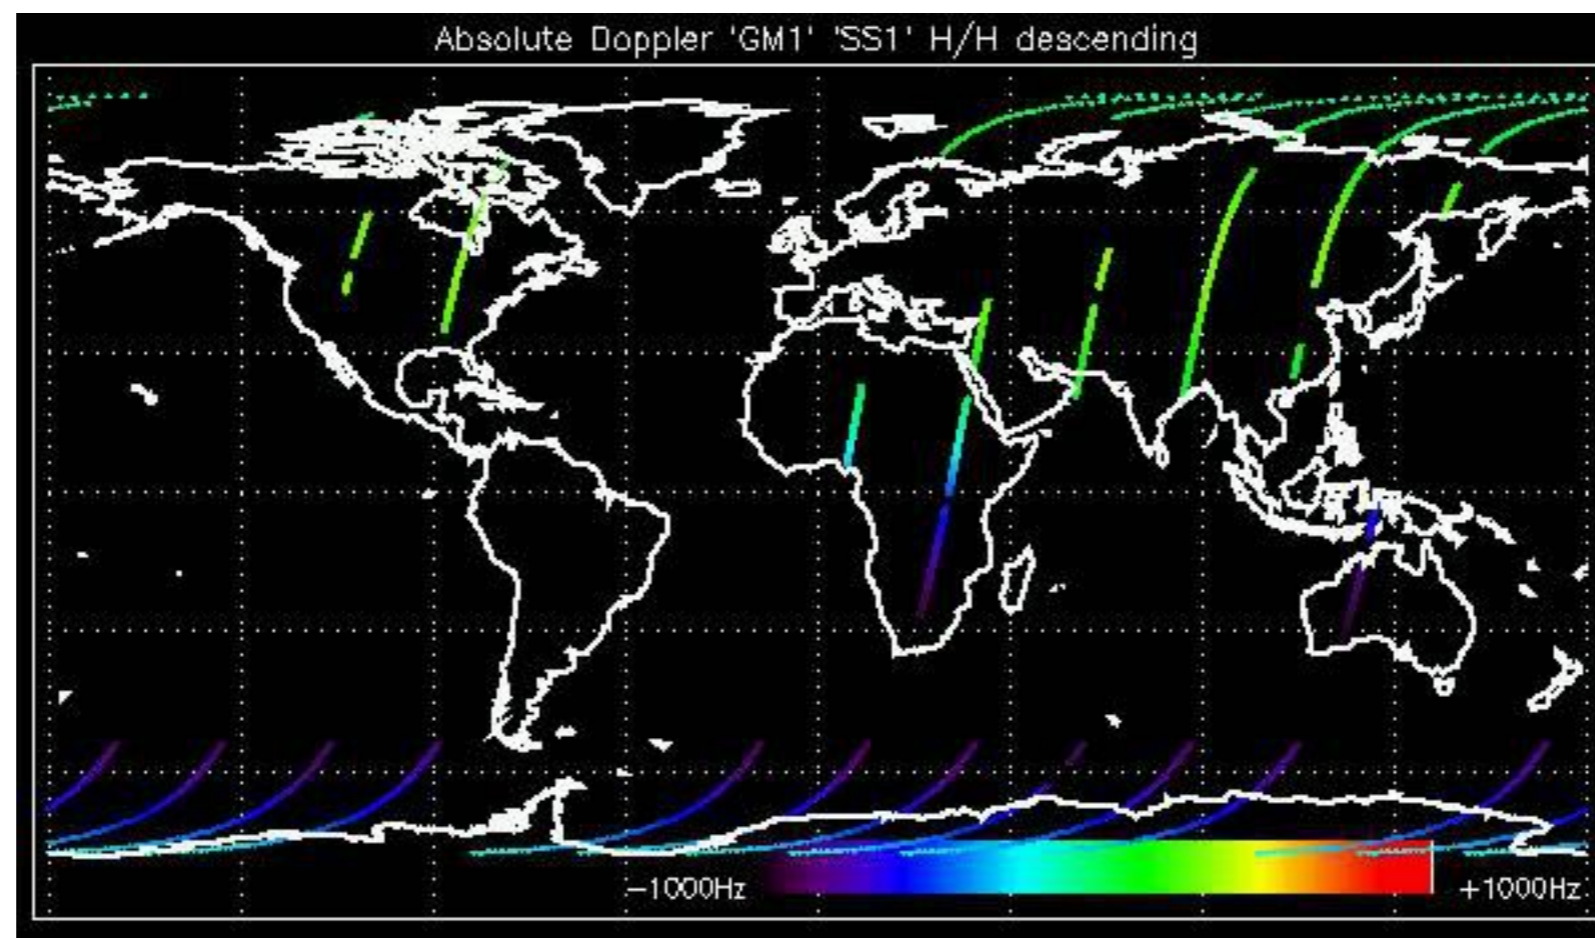 Absolute Doppler 'GM1' 'SS1' H/H descending
−1000Hz
+1000Hz